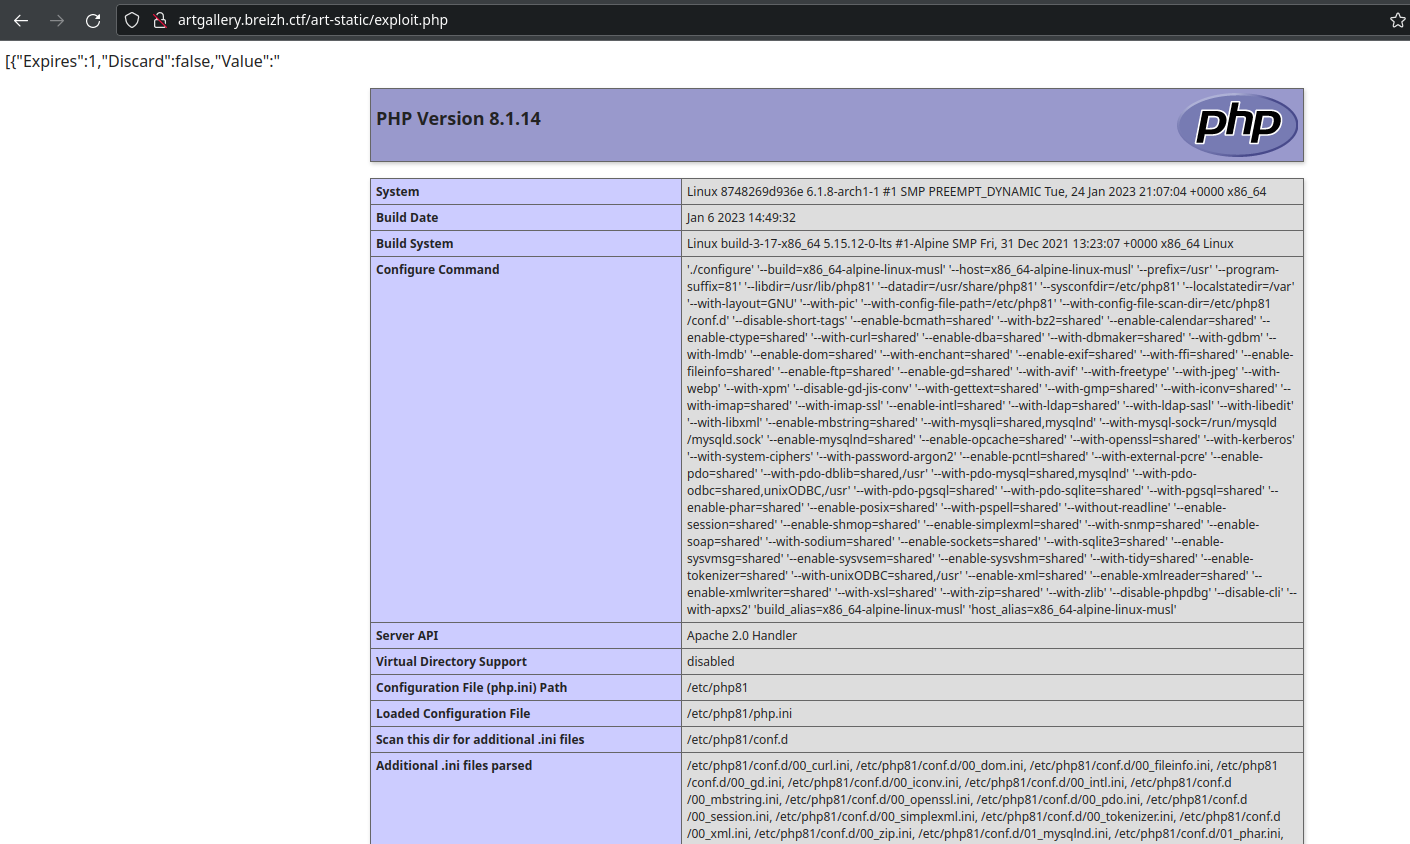 artgallery.breizh.ctf/art-static/exploit.php
[{"Expires":1,"Discard":false,"Value":"
PHP Version 8.1.14
php
System Linux 8748269d936e 6.1.8-arch1-1 #1 SMP PREEMPT_DYNAMIC Tue, 24 Jan 2023 21:07:04 +0000 x86_64
Build Date Jan 6 2023 14:49:32
Build System Linux build-3-17-x86_64 5.15.12-0-lts #1-Alpine SMP Fri, 31 Dec 2021 13:23:07 +0000 x86_64 Linux
Configure Command './configure' '--build=x86_64-alpine-linux-musl' '--host=x86_64-alpine-linux-musl' '--prefix=/usr' '--program-
suffix=81' '--libdir=/usr/lib/php81' '--datadir=/usr/share/php81' '--sysconfdir=/etc/php81' '--localstatedir=/var'
'--with-layout=GNU' '--with-pic' '--with-config-file-path=/etc/php81' '--with-config-file-scan-dir=/etc/php81
/conf.d' '--disable-short-tags' '--enable-bcmath=shared' '--with-bz2=shared' '--enable-calendar=shared' '--
enable-ctype=shared' '--with-curl=shared' '--enable-dba=shared' '--with-dbmaker=shared' '--with-gdbm' '--
with-lmdb' '--enable-dom=shared' '--with-enchant=shared' '--enable-exif=shared' '--with-ffi=shared' '--enable-
fileinfo=shared' '--enable-ftp=shared' '--enable-gd=shared' '--with-avif' '--with-freetype' '--with-jpeg' '--with-
webp' '--with-xpm' '--disable-gd-jis-conv' '--with-gettext=shared' '--with-gmp=shared' '--with-iconv=shared' '--
with-imap=shared' '--with-imap-ssl' '--enable-intl=shared' '--with-ldap=shared' '--with-ldap-sasl' '--with-libedit'
'--with-libxml' '--enable-mbstring=shared' '--with-mysqli=shared,mysqlnd' '--with-mysql-sock=/run/mysqld
/mysqld.sock' '--enable-mysqlnd=shared' '--enable-opcache=shared' '--with-openssl=shared' '--with-kerberos'
'--with-system-ciphers' '--with-password-argon2' '--enable-pcntl=shared' '--with-external-pcre' '--enable-
pdo=shared' '--with-pdo-dblib=shared,/usr' '--with-pdo-mysql=shared,mysqlnd' '--with-pdo-
odbc=shared,unixODBC,/usr' '--with-pdo-pgsql=shared' '--with-pdo-sqlite=shared' '--with-pgsql=shared' '--
enable-phar=shared' '--enable-posix=shared' '--with-pspell=shared' '--without-readline' '--enable-
session=shared' '--enable-shmop=shared' '--enable-simplexml=shared' '--with-snmp=shared' '--enable-
soap=shared' '--with-sodium=shared' '--enable-sockets=shared' '--with-sqlite3=shared' '--enable-
sysvmsg=shared' '--enable-sysvsem=shared' '--enable-sysvshm=shared' '--with-tidy=shared' '--enable-
tokenizer=shared' '--with-unixODBC=shared,/usr' '--enable-xml=shared' '--enable-xmlreader=shared' '--
enable-xmlwriter=shared' '--with-xsl=shared' '--with-zip=shared' '--with-zlib' '--disable-phpdbg' '--disable-cli' '--
with-apxs2' 'build_alias=x86_64-alpine-linux-musl' 'host_alias=x86_64-alpine-linux-musl'
Server API Apache 2.0 Handler
Virtual Directory Support disabled
Configuration File (php.ini) Path /etc/php81
Loaded Configuration File /etc/php81/php.ini
Scan this dir for additional .ini files /etc/php81/conf.d
Additional .ini files parsed /etc/php81/conf.d/00_curl.ini, /etc/php81/conf.d/00_dom.ini, /etc/php81/conf.d/00_fileinfo.ini, /etc/php81
/conf.d/00_gd.ini, /etc/php81/conf.d/00_iconv.ini, /etc/php81/conf.d/00_intl.ini, /etc/php81/conf.d
/00_mbstring.ini, /etc/php81/conf.d/00_openssl.ini, /etc/php81/conf.d/00_pdo.ini, /etc/php81/conf.d
/00_session.ini, /etc/php81/conf.d/00_simplexml.ini, /etc/php81/conf.d/00_tokenizer.ini, /etc/php81/conf.d
/00_xml.ini, /etc/php81/conf.d/00_zip.ini, /etc/php81/conf.d/01_mysqlnd.ini, /etc/php81/conf.d/01_phar.ini,